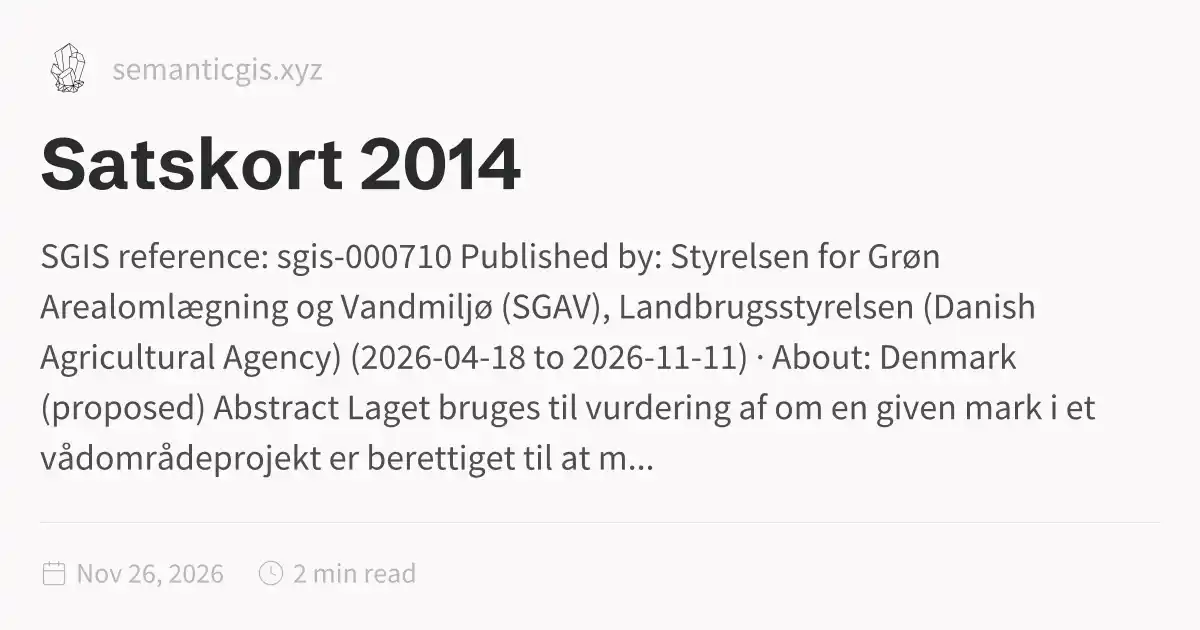 semanticgis.xyz
Satskort 2014
SGIS reference: sgis-000710 Published by: Styrelsen for Grøn
Arealomlægning og Vandmiljø (SGAV), Landbrugsstyrelsen (Danish
Agricultural Agency) (2026-04-18 to 2026-11-11) · About: Denmark
(proposed) Abstract Laget bruges til vurdering af om en given mark i et
vådområdeprojekt er berettiget til at m...
Nov 26, 2026 2 min read